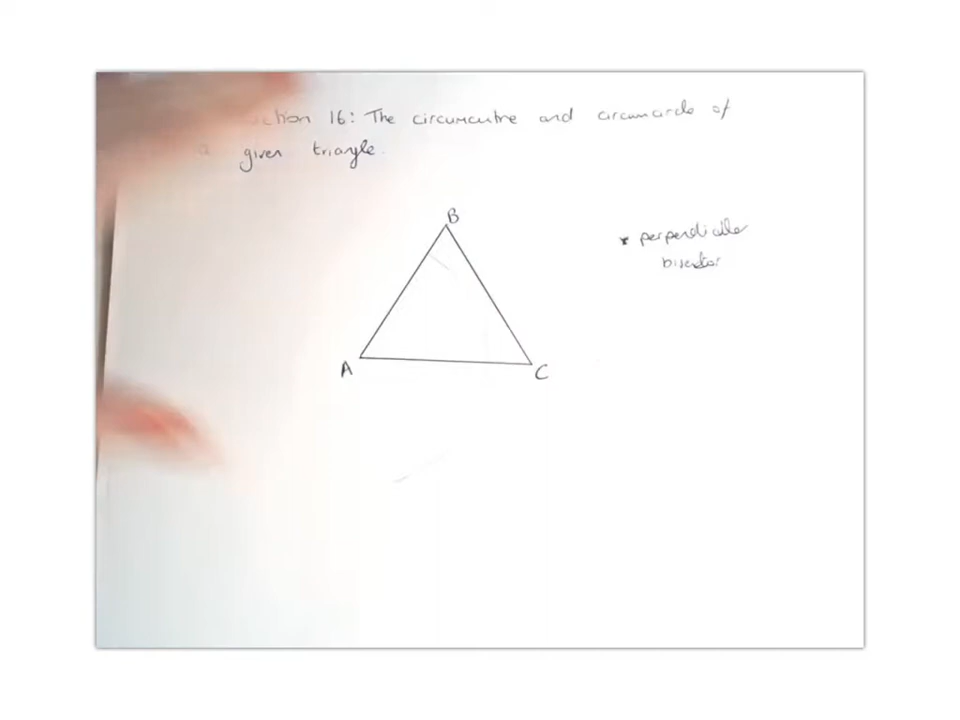 ction 16: The circumcentre and circumcircle of
a given triangle.
B
* perpendicular
bisector
A
C